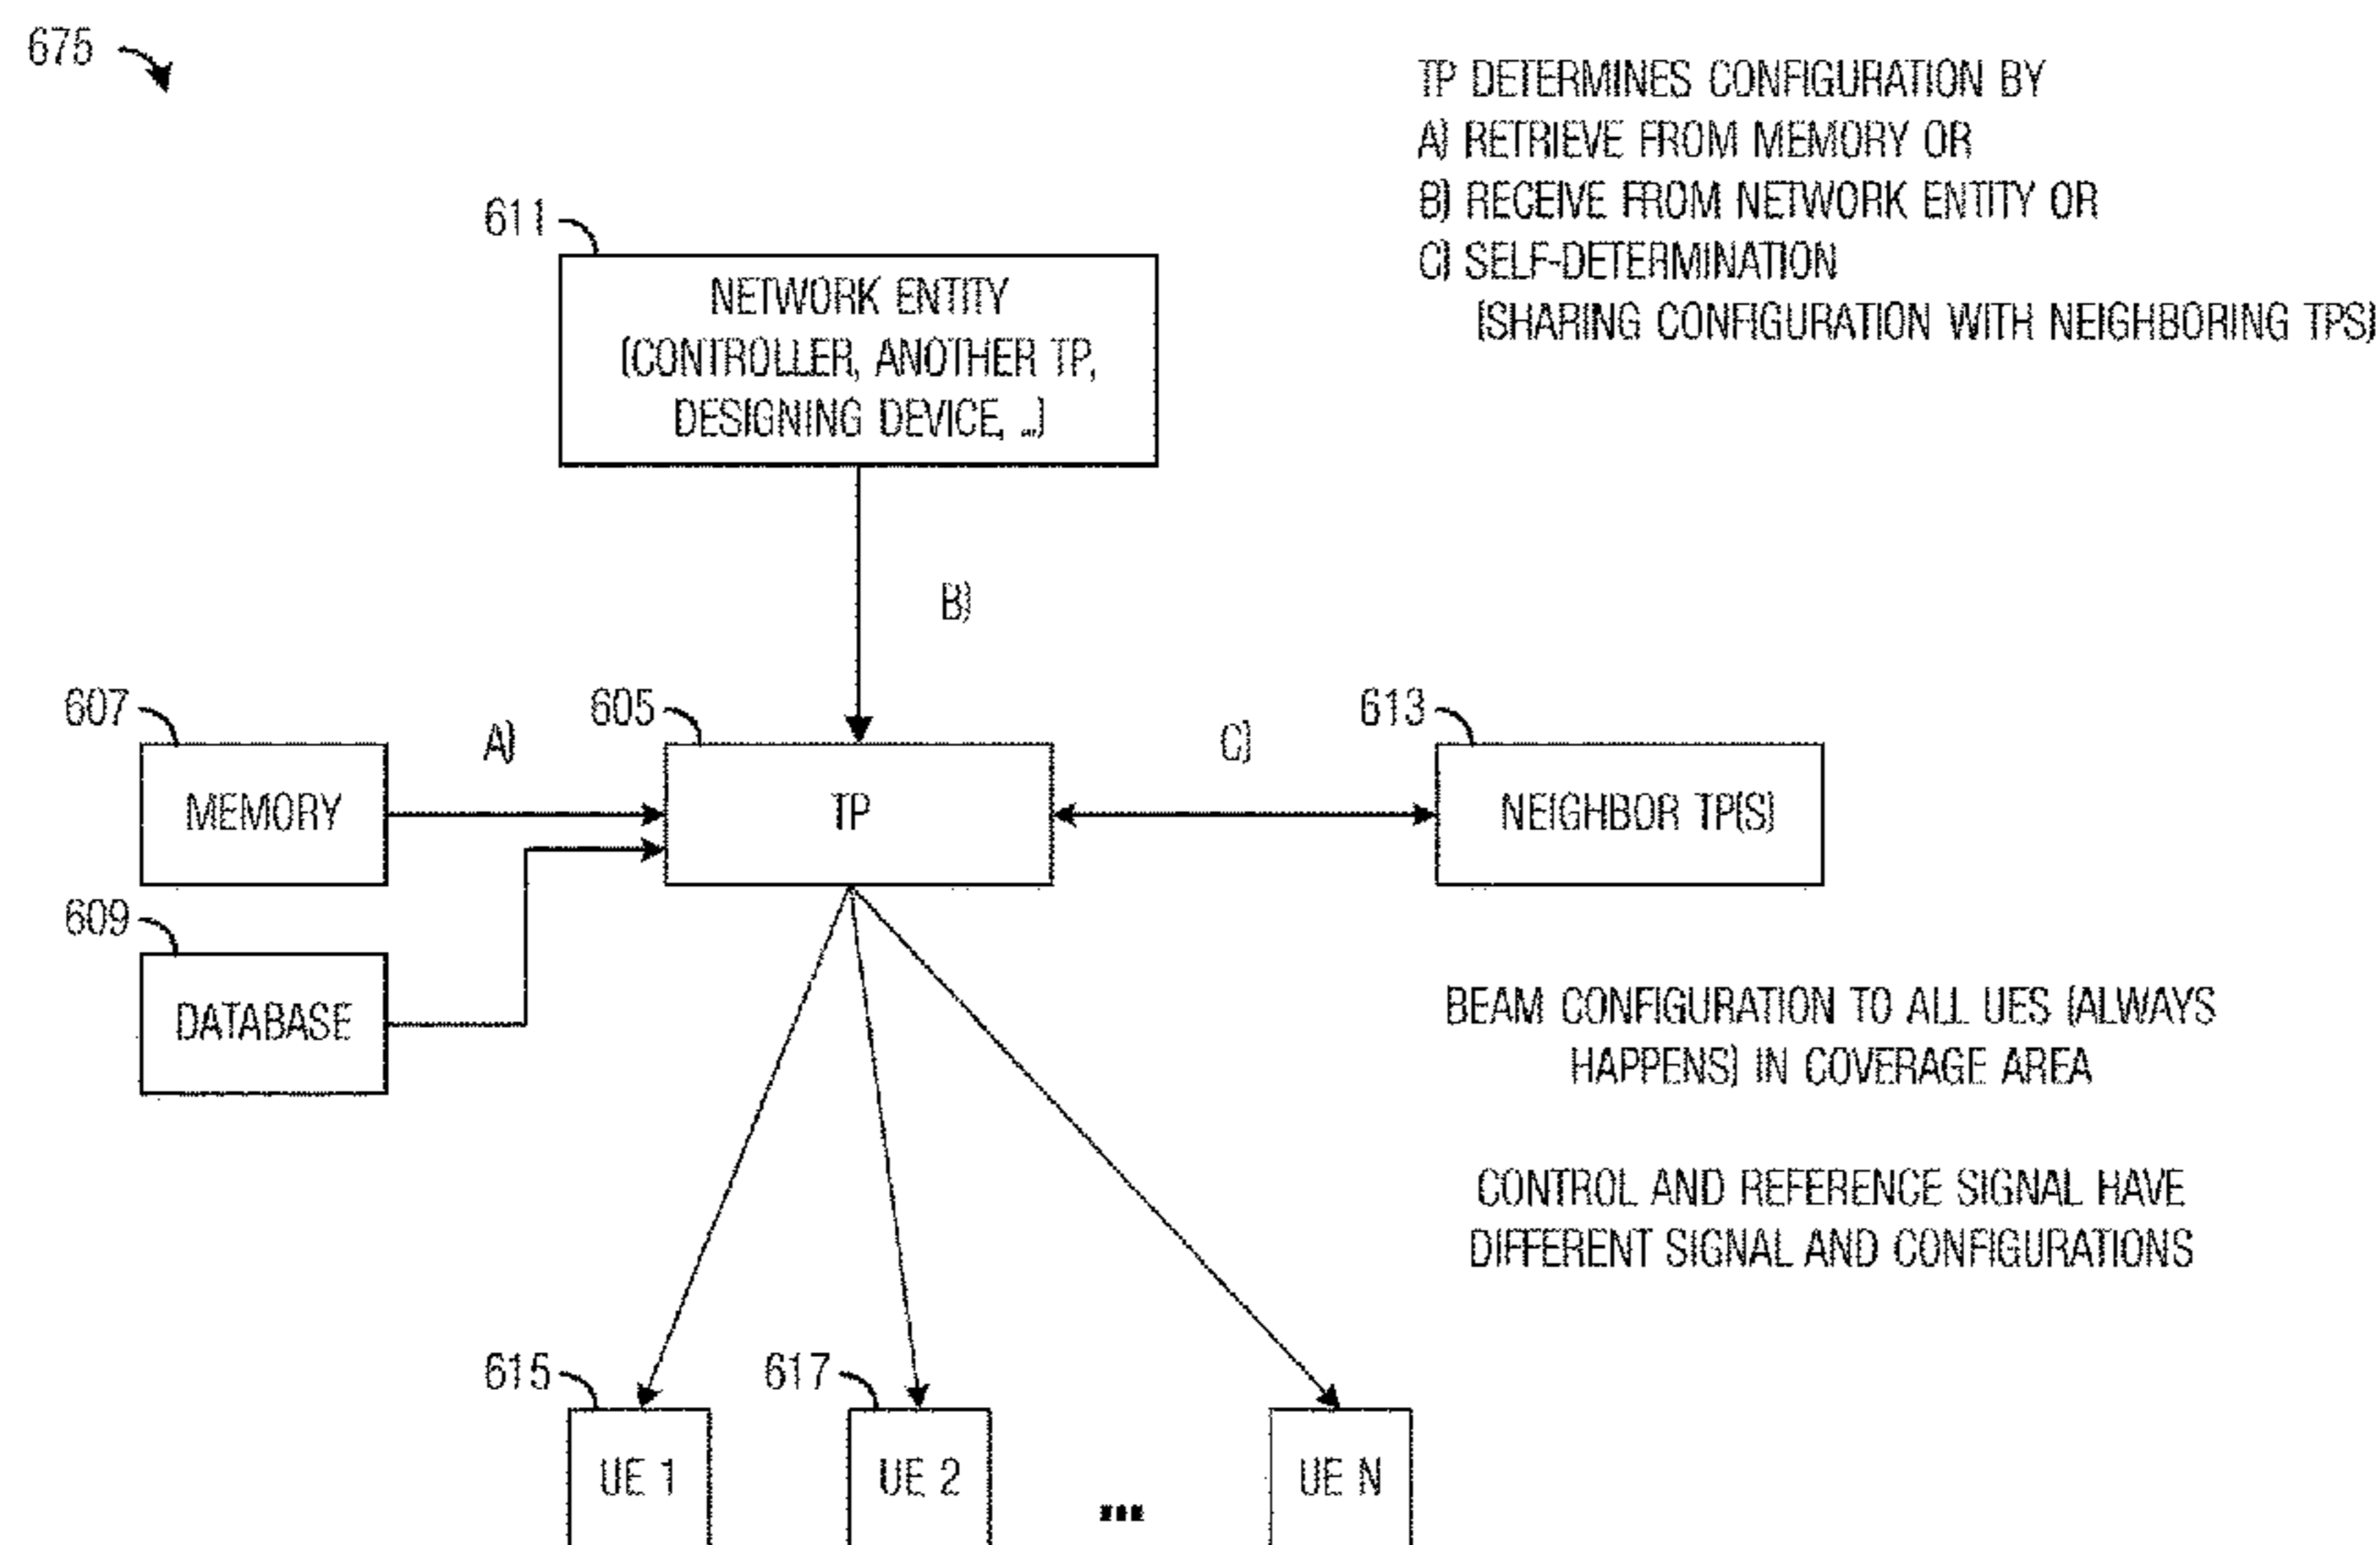 675
TP DETERMINES CONFIGURATION BY
A) RETRIEVE FROM MEMORY OR
B) RECEIVE FROM NETWORK ENTITY OR
C) SELF-DETERMINATION
(SHARING CONFIGURATION WITH NEIGHBORING TPS)
611
NETWORK ENTITY
(CONTROLLER, ANOTHER TP,
DESIGNING DEVICE, ...)
B)
607
A)
605
C)
613
MEMORY
TP
NEIGHBOR TP(S)
609
DATABASE
BEAM CONFIGURATION TO ALL UES (ALWAYS
HAPPENS) IN COVERAGE AREA
CONTROL AND REFERENCE SIGNAL HAVE
DIFFERENT SIGNAL AND CONFIGURATIONS
615
617
UE 1
UE 2
...
UE N